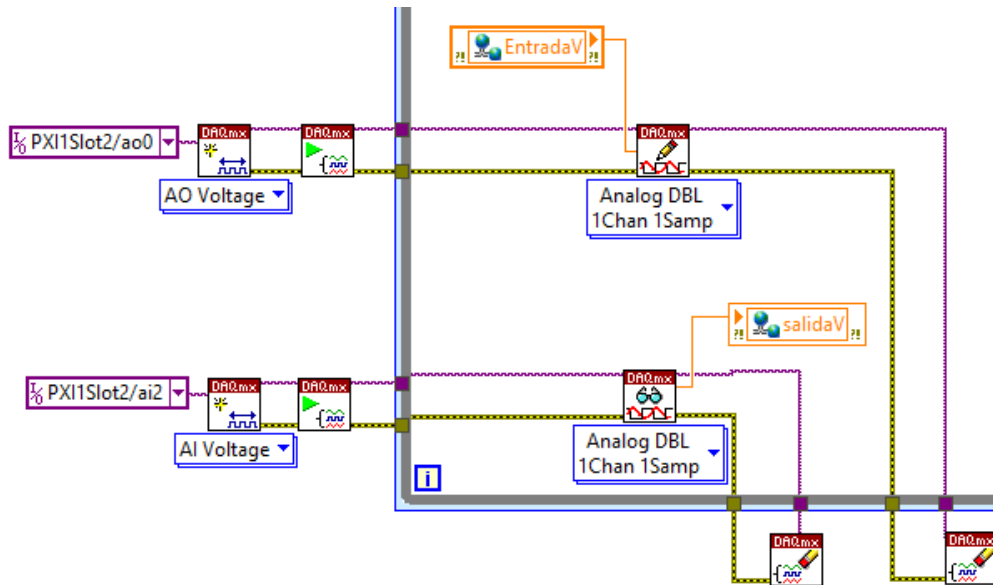 EntradaV
?!
?!
I/O PXI1Slot2/ao0
DAQmx
DAQmx
DAQmx
AO Voltage
Analog DBL
1Chan 1Samp
salidaV
?!
?!
I/O PXI1Slot2/ai2
DAQmx
DAQmx
DAQmx
AI Voltage
Analog DBL
1Chan 1Samp
i
DAQmx
DAQmx